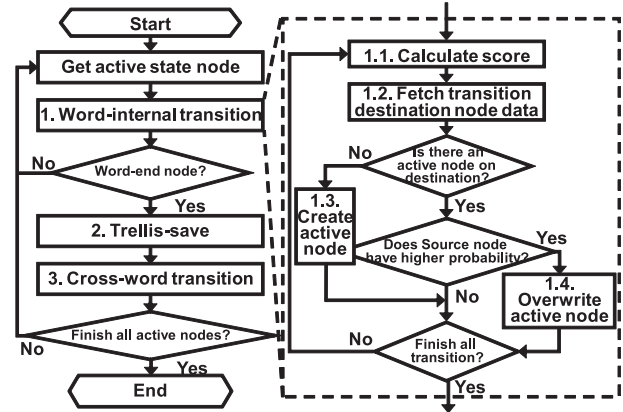 Start
Get active state node
1. Word-internal transition
No
Word-end node?
Yes
2. Trellis-save
3. Cross-word transition
Finish all active nodes?
No
Yes
End
1.1. Calculate score
1.2. Fetch transition
destination node data
No
Is there an
active node on
destination?
1.3.
Create
active
node
Yes
Does Source node
have higher probability?
Yes
No
1.4.
Overwrite
active node
No
Finish all
transition?
Yes